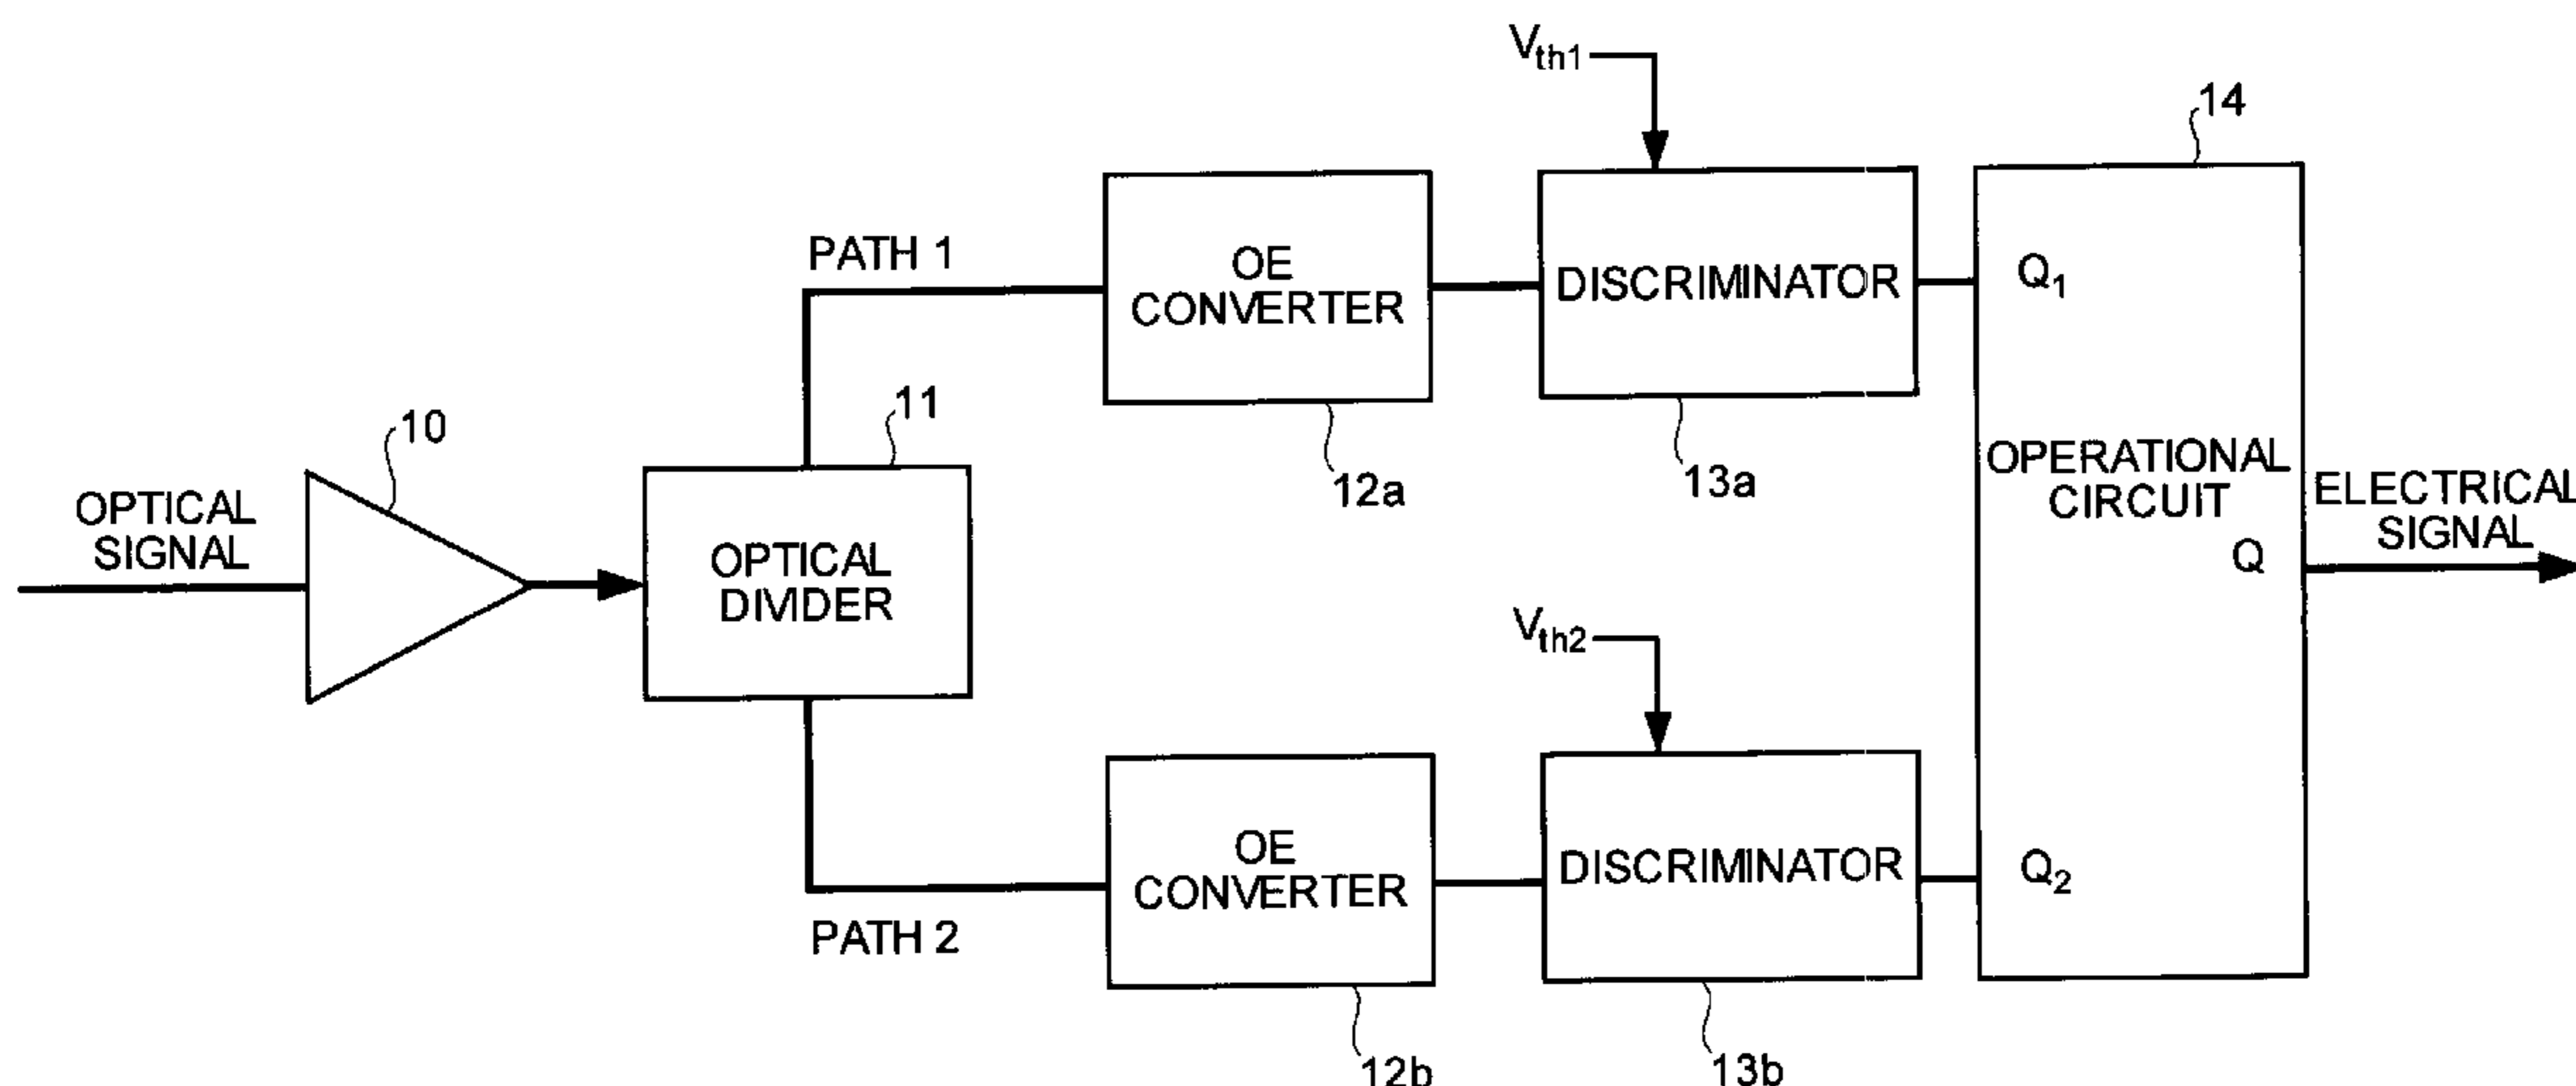 OPTICAL
SIGNAL
10
OPTICAL
DIVIDER
11
PATH 1
OE
CONVERTER
12a
Vth1
DISCRIMINATOR
13a
PATH 2
OE
CONVERTER
12b
Vth2
DISCRIMINATOR
13b
14
Q1
OPERATIONAL
CIRCUIT
Q
Q2
ELECTRICAL
SIGNAL